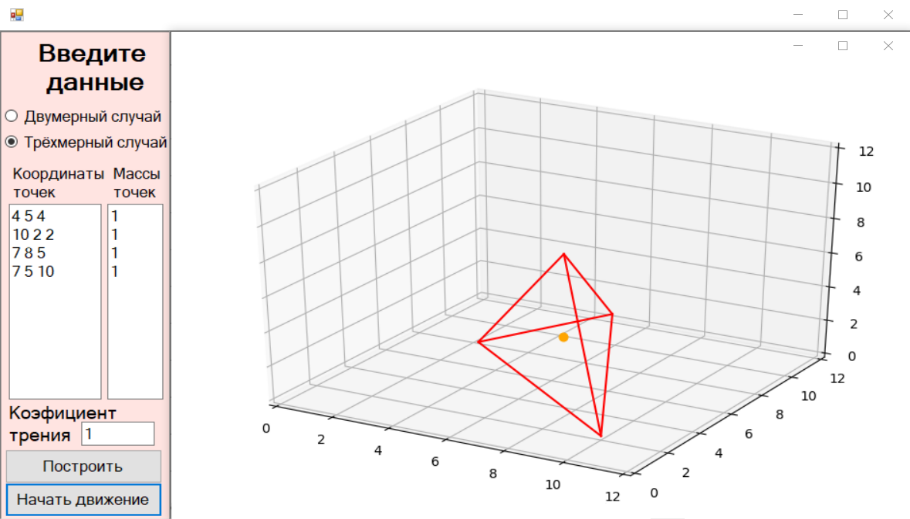 Введите
данные
Двумерный случай
Трёхмерный случай
Координаты точек
Массы точек
4 5 4
10 2 2
7 8 5
7 5 10
1
1
1
1
Коэфициент
трения
1
Построить
Начать движение
0
2
4
6
8
10
12
0
2
4
6
8
10
12
0
2
4
6
8
10
12